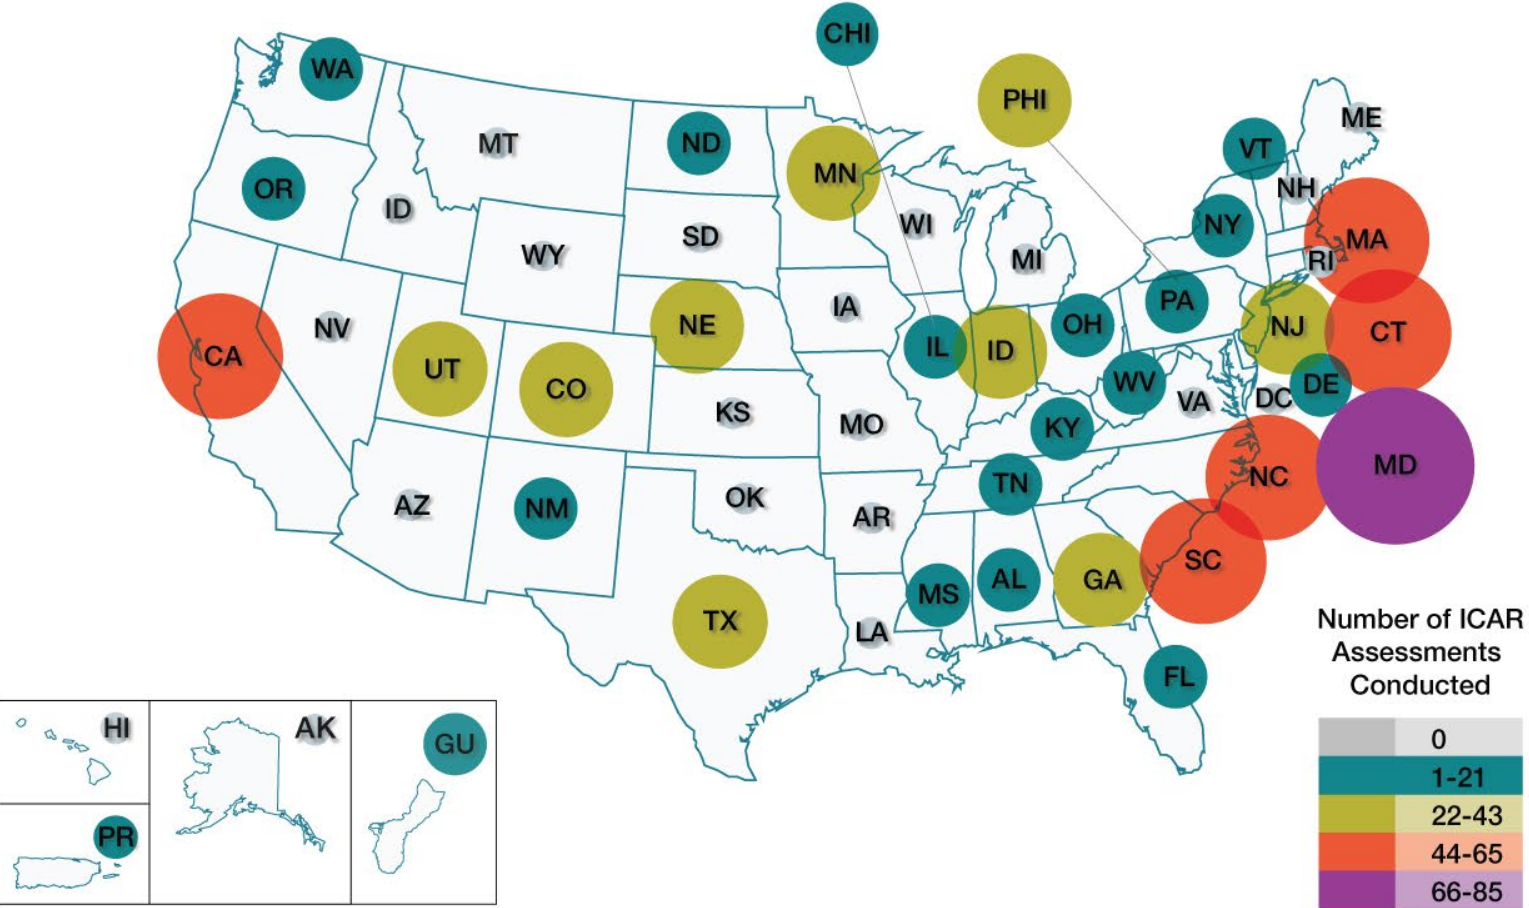 CHI
WA
PHI
ME
MT
ND
VT
MN
OR
NH
ID
NY
WI
SD
MA
WY
MI
RI
PA
IA
NV
NE
OH
NJ
CT
CA
IL
ID
UT
CO
WV
DE
VA
DC
KS
MO
KY
MD
NC
TN
OK
AZ
NM
AR
SC
MS
AL
GA
TX
LA
FL
Number of ICAR
Assessments
Conducted
0
1-21
22-43
44-65
66-85
HI
AK
GU
PR